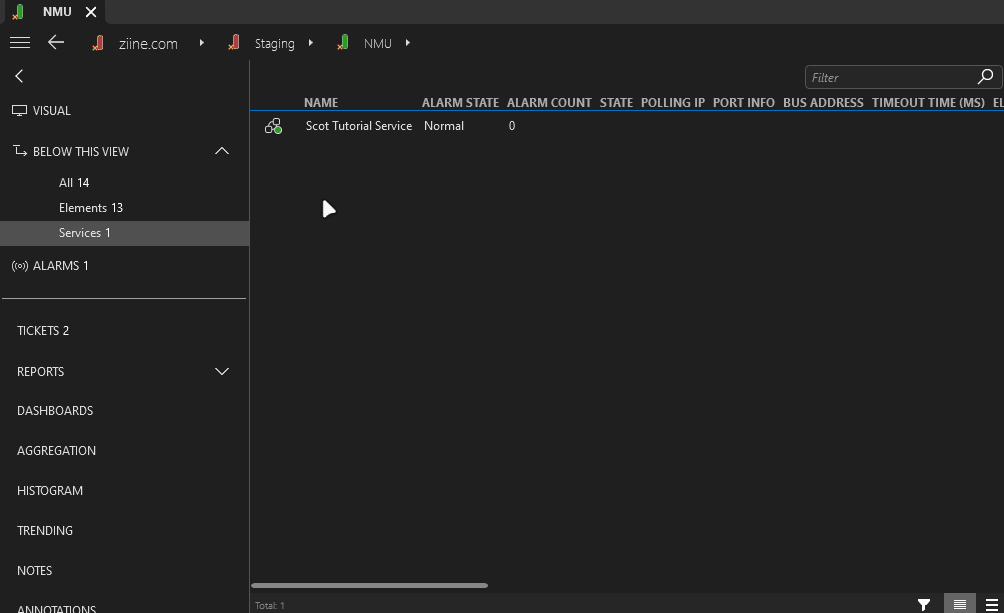 NMU
ziine.com Staging NMU
Filter
VISUAL
BELOW THIS VIEW
All 14
Elements 13
Services 1
ALARMS 1
TICKETS 2
REPORTS
DASHBOARDS
AGGREGATION
HISTOGRAM
TRENDING
NOTES
ANNOTATIONS
NAME ALARM STATE ALARM COUNT STATE POLLING IP PORT INFO BUS ADDRESS TIMEOUT TIME (MS) EL
Scot Tutorial Service Normal 0
Total: 1